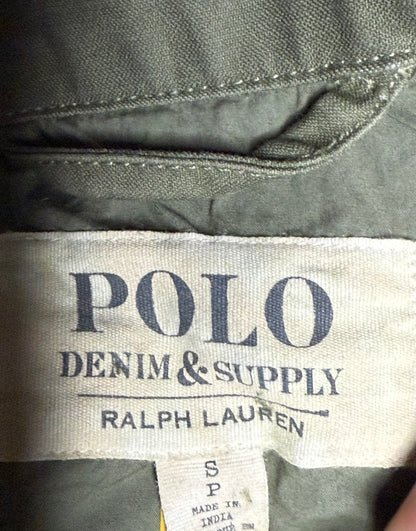 POLO
DENIM & SUPPLY
RALPH LAUREN
S
P
MADE IN
INDIA